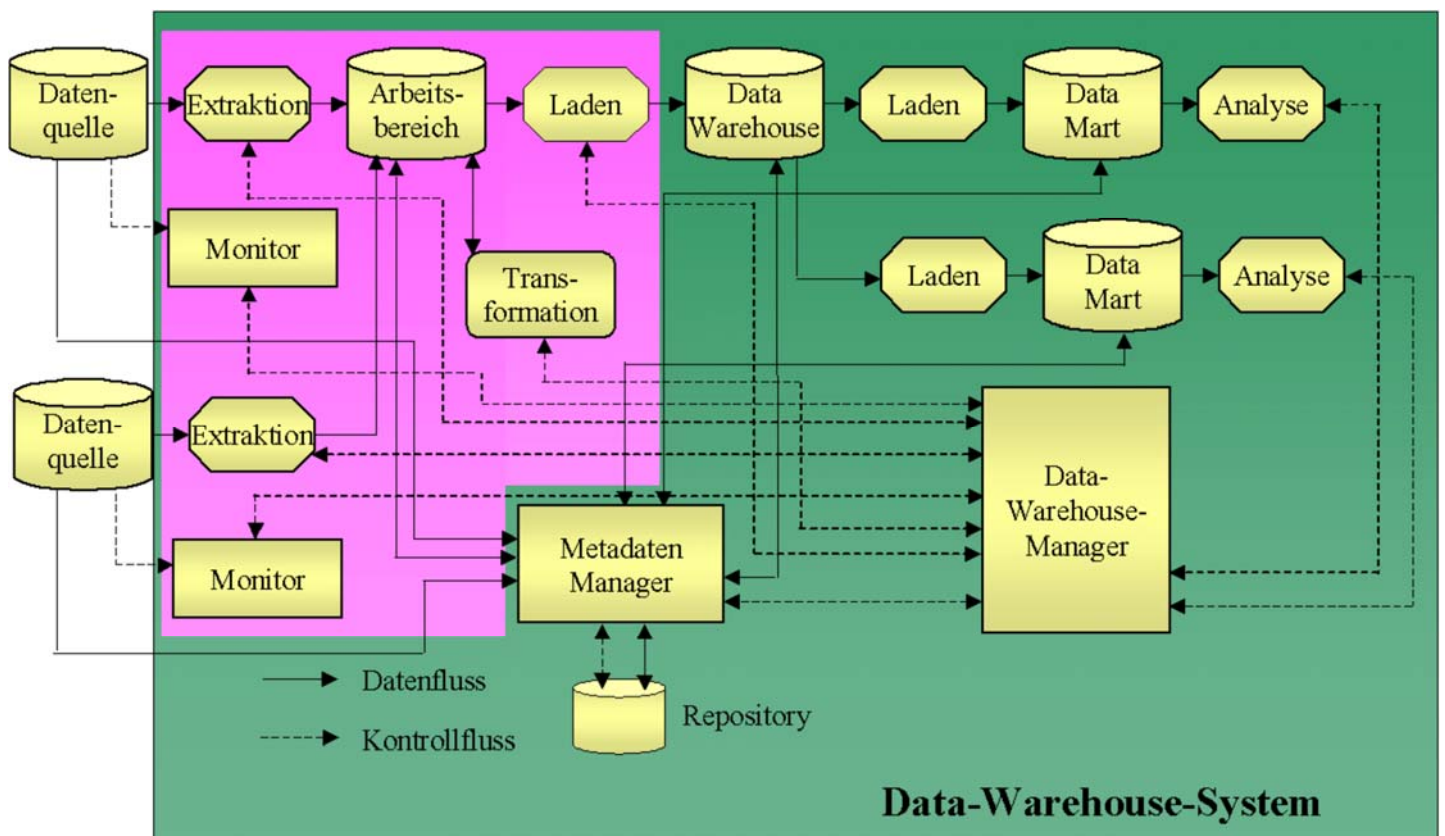 Daten-
quelle
Extraktion
Arbeits-
bereich
Laden
Data
Warehouse
Laden
Data
Mart
Analyse
Monitor
Trans-
formation
Laden
Data
Mart
Analyse
Daten-
quelle
Extraktion
Monitor
Metadaten
Manager
Data-
Warehouse-
Manager
Datenfluss
Kontrollfluss
Repository
Data-Warehouse-System